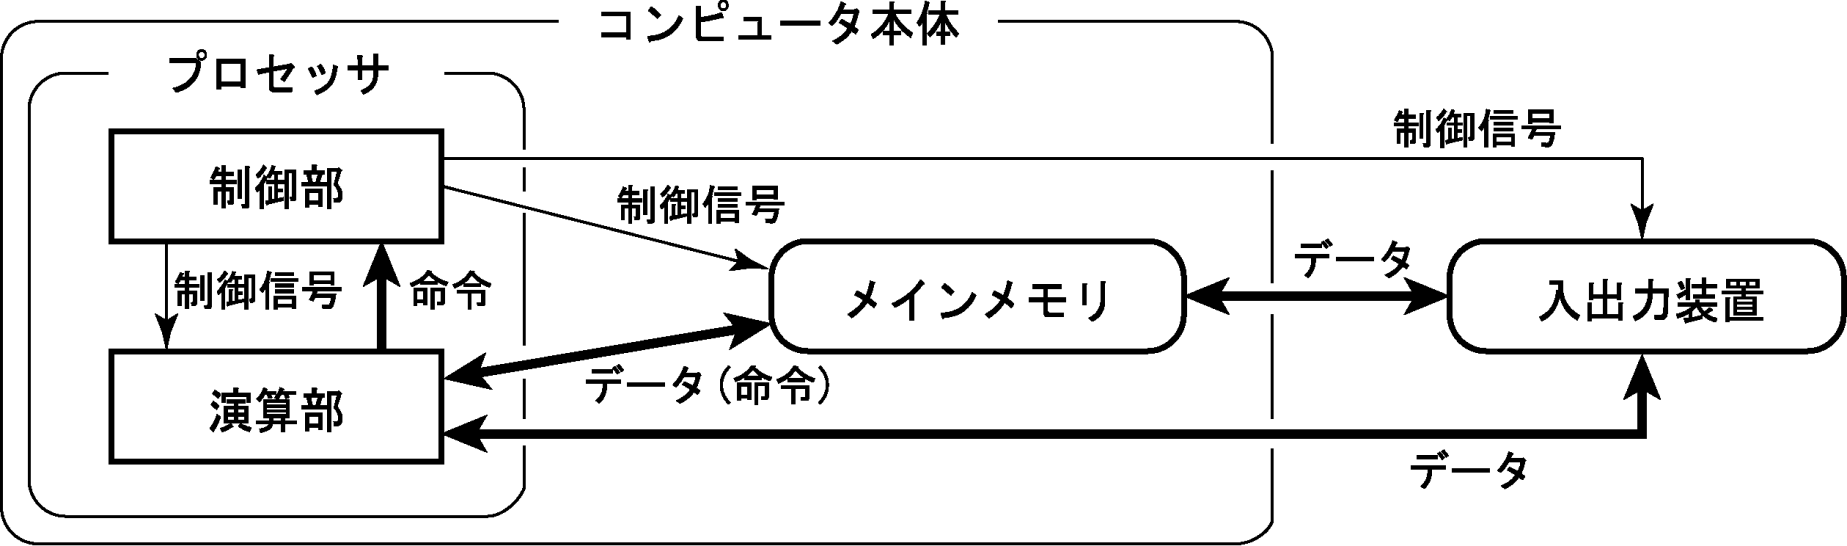 コンピュータ本体
プロセッサ
制御信号
制御部
制御信号
データ
制御信号
命令
メインメモリ
入出力装置
データ(命令)
演算部
データ